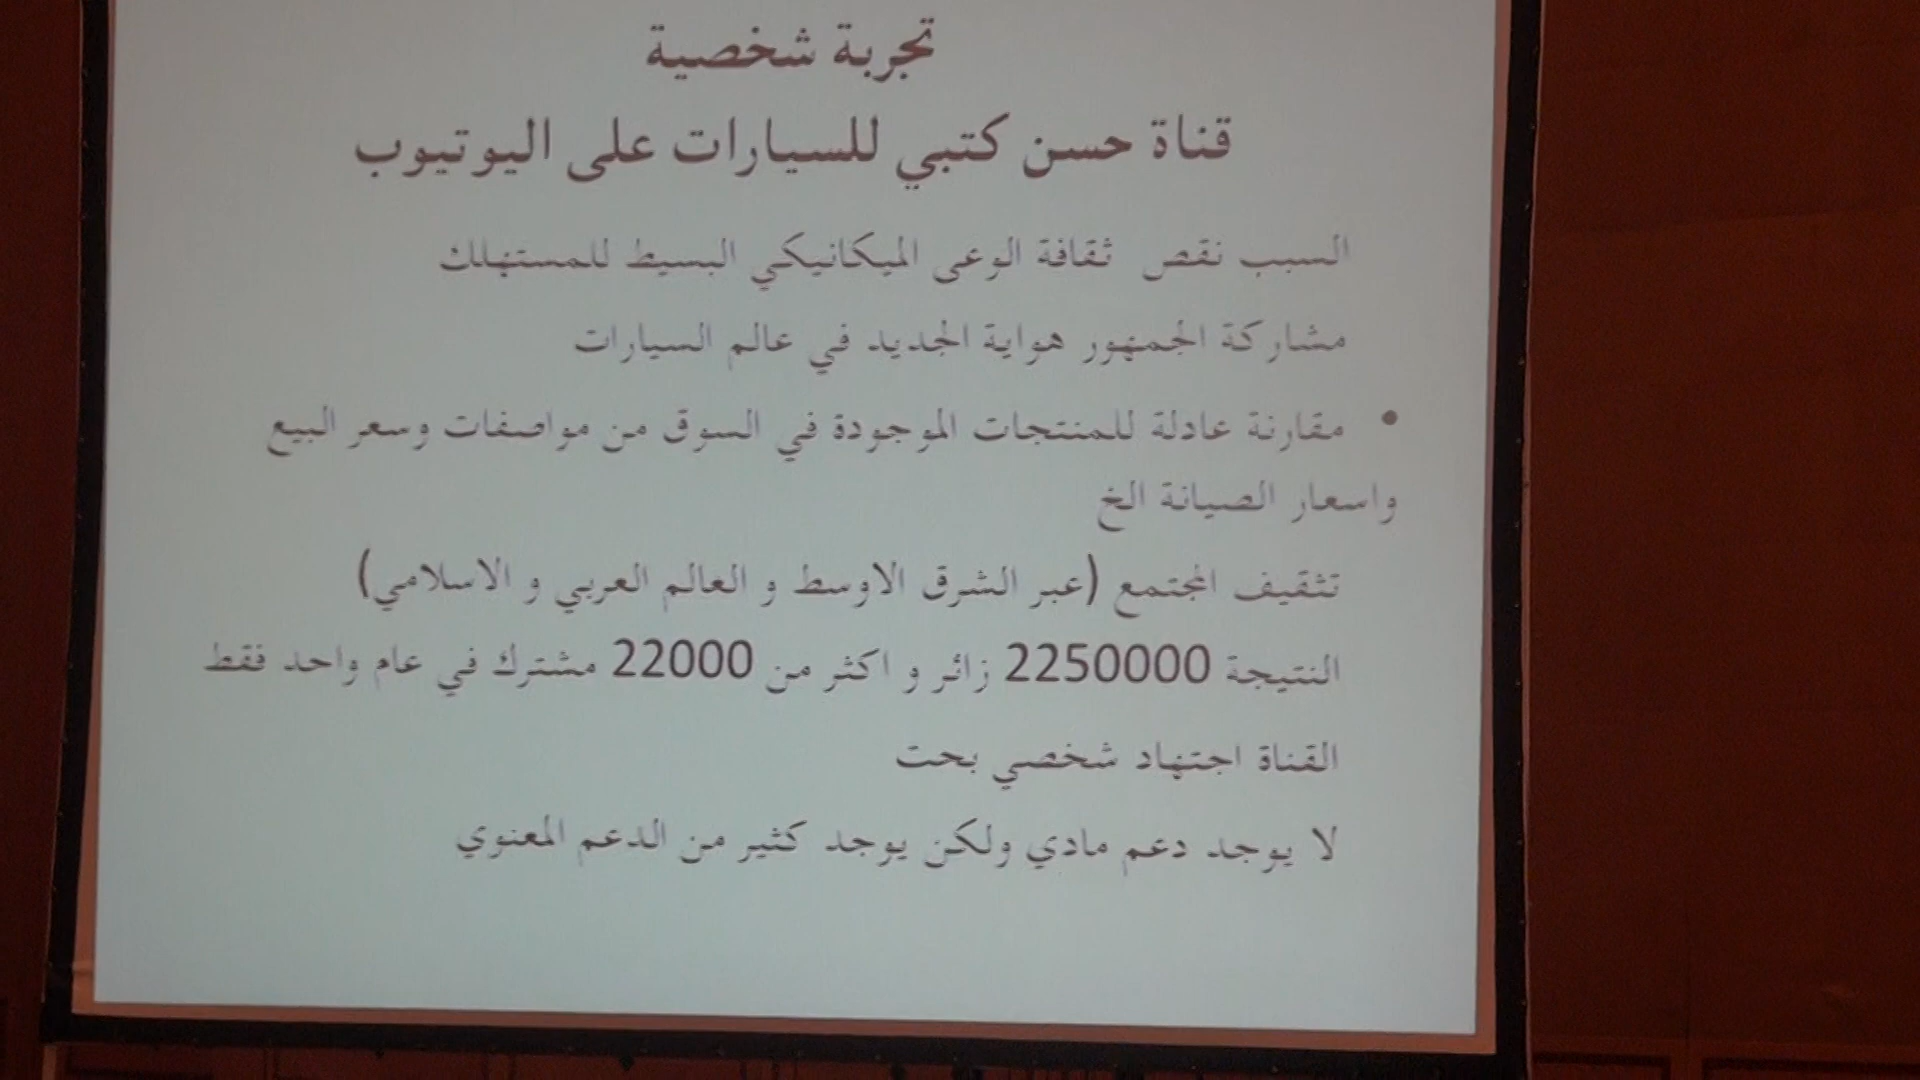 تجربة شخصية
قناة حسن كتبي للسيارات على اليوتيوب
السبب نقص ثقافة الوعى الميكانيكي البسيط للمستهلك
مشاركة الجمهور هواية الجديد في عالم السيارات
• مقارنة عادلة للمنتجات الموجودة في السوق من مواصفات وسعر البيع
واسعار الصيانة الخ
تثقيف المجتمع (عبر الشرق الاوسط و العالم العربي و الاسلامي)
النتيجة 2250000 زائر و اكثر من 22000 مشترك في عام واحد فقط
القناة اجتهاد شخصي بحت
لا يوجد دعم مادي ولكن يوجد كثير من الدعم المعنوي